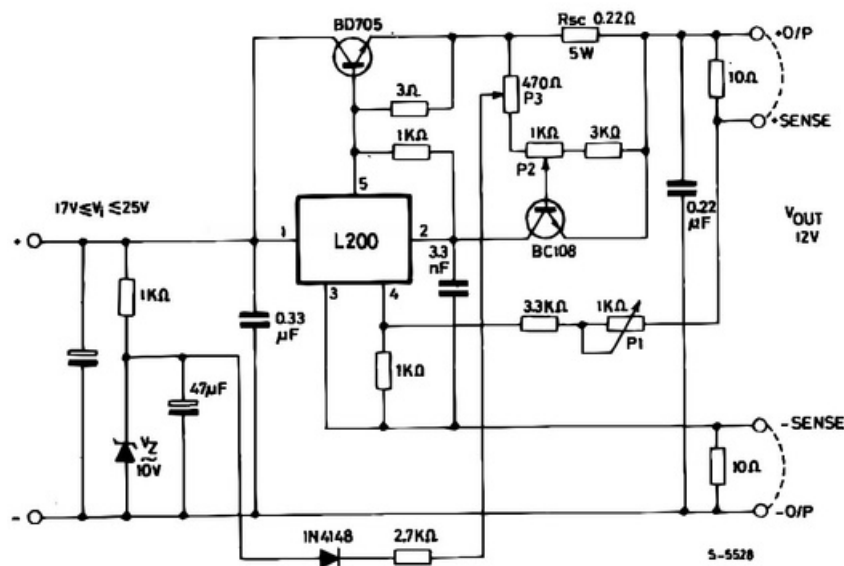 BD705
Rsc 0.22Ω
5W
+O/P
3Ω
470Ω
P3
10Ω
1KΩ
1KΩ
3KΩ
+SENSE
P2
5
17V ≤ Vi ≤ 25V
1
L200
2
BC108
0.22
µF
VOUT
12V
3.3
nF
3
4
1KΩ
0.33
µF
3.3KΩ
1KΩ
P1
1KΩ
47µF
-SENSE
VZ
~
10V
10Ω
-O/P
1N4148
2.7KΩ
S-5528
+
-